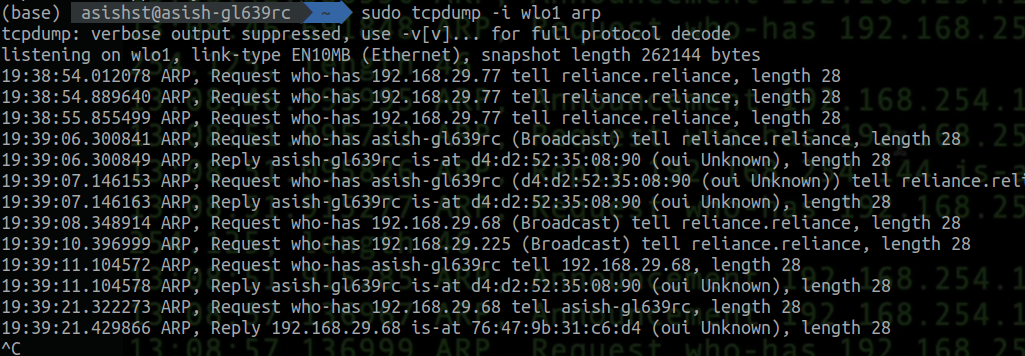 (base) asishst@asish-gl639rc ~ sudo tcpdump -i wlo1 arp
tcpdump: verbose output suppressed, use -v[v]... for full protocol decode
listening on wlo1, link-type EN10MB (Ethernet), snapshot length 262144 bytes
19:38:54.012078 ARP, Request who-has 192.168.29.77 tell reliance.reliance, length 28
19:38:54.889640 ARP, Request who-has 192.168.29.77 tell reliance.reliance, length 28
19:38:55.855499 ARP, Request who-has 192.168.29.77 tell reliance.reliance, length 28
19:39:06.300841 ARP, Request who-has asish-gl639rc (Broadcast) tell reliance.reliance, length 28
19:39:06.300849 ARP, Reply asish-gl639rc is-at d4:d2:52:35:08:90 (oui Unknown), length 28
19:39:07.146153 ARP, Request who-has asish-gl639rc (d4:d2:52:35:08:90 (oui Unknown)) tell reliance.rel
19:39:07.146163 ARP, Reply asish-gl639rc is-at d4:d2:52:35:08:90 (oui Unknown), length 28
19:39:08.348914 ARP, Request who-has 192.168.29.68 (Broadcast) tell reliance.reliance, length 28
19:39:10.396999 ARP, Request who-has 192.168.29.225 (Broadcast) tell reliance.reliance, length 28
19:39:11.104572 ARP, Request who-has asish-gl639rc tell 192.168.29.68, length 28
19:39:11.104578 ARP, Reply asish-gl639rc is-at d4:d2:52:35:08:90 (oui Unknown), length 28
19:39:21.322273 ARP, Request who-has 192.168.29.68 tell asish-gl639rc, length 28
19:39:21.429866 ARP, Reply 192.168.29.68 is-at 76:47:9b:31:c6:d4 (oui Unknown), length 28
^C